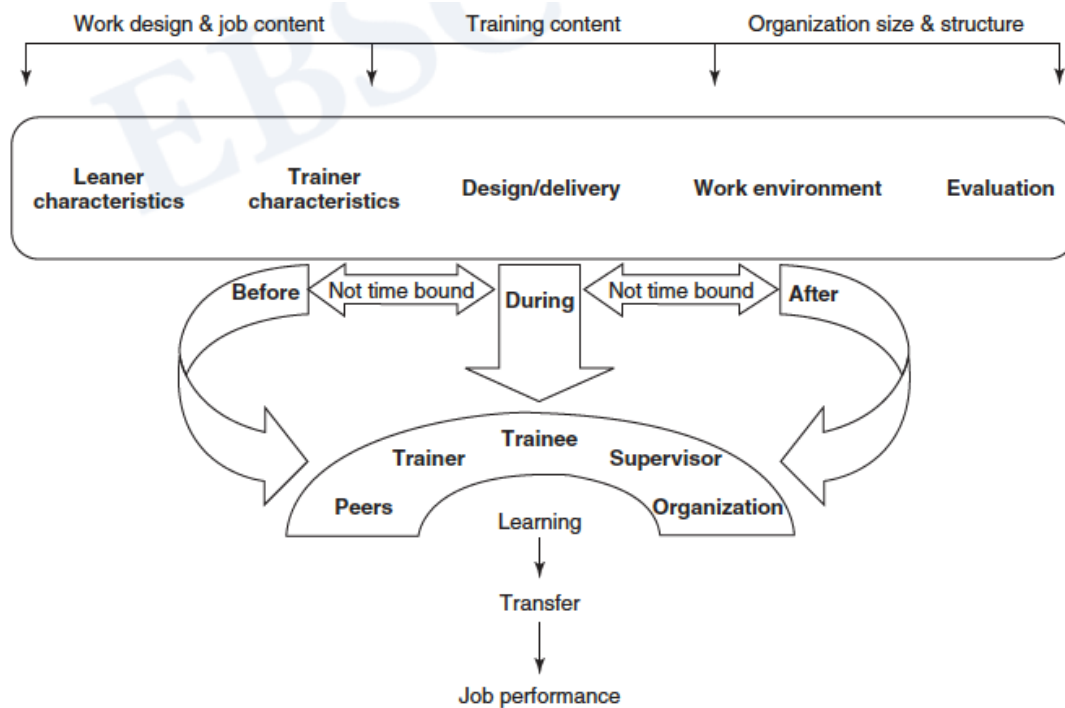 Work design & job content
Training content
Organization size & structure
EBSC
Leaner
characteristics
Trainer
characteristics
Design/delivery
Work environment
Evaluation
Before
Not time bound
During
Not time bound
After
Trainee
Trainer
Supervisor
Peers
Organization
Learning
Transfer
Job performance